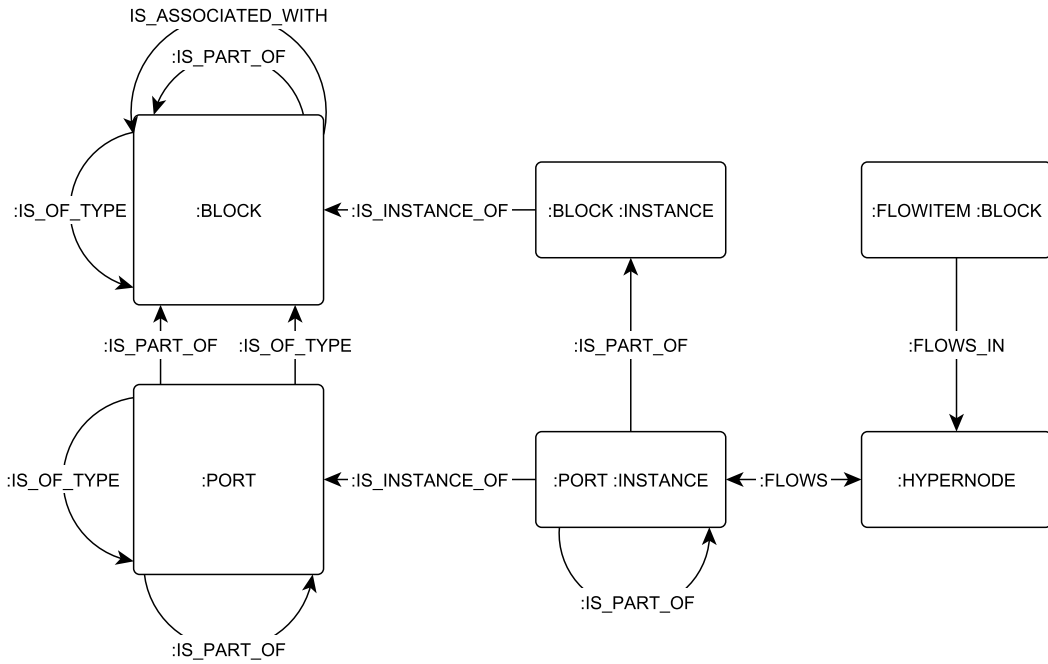 IS_ASSOCIATED_WITH
:IS_PART_OF
:IS_OF_TYPE
:BLOCK
:IS_INSTANCE_OF
:BLOCK :INSTANCE
:FLOWITEM :BLOCK
:IS_PART_OF
:IS_OF_TYPE
:IS_PART_OF
:FLOWS_IN
:IS_OF_TYPE
:PORT
:IS_INSTANCE_OF
:PORT :INSTANCE
:FLOWS
:HYPERNODE
:IS_PART_OF
:IS_PART_OF